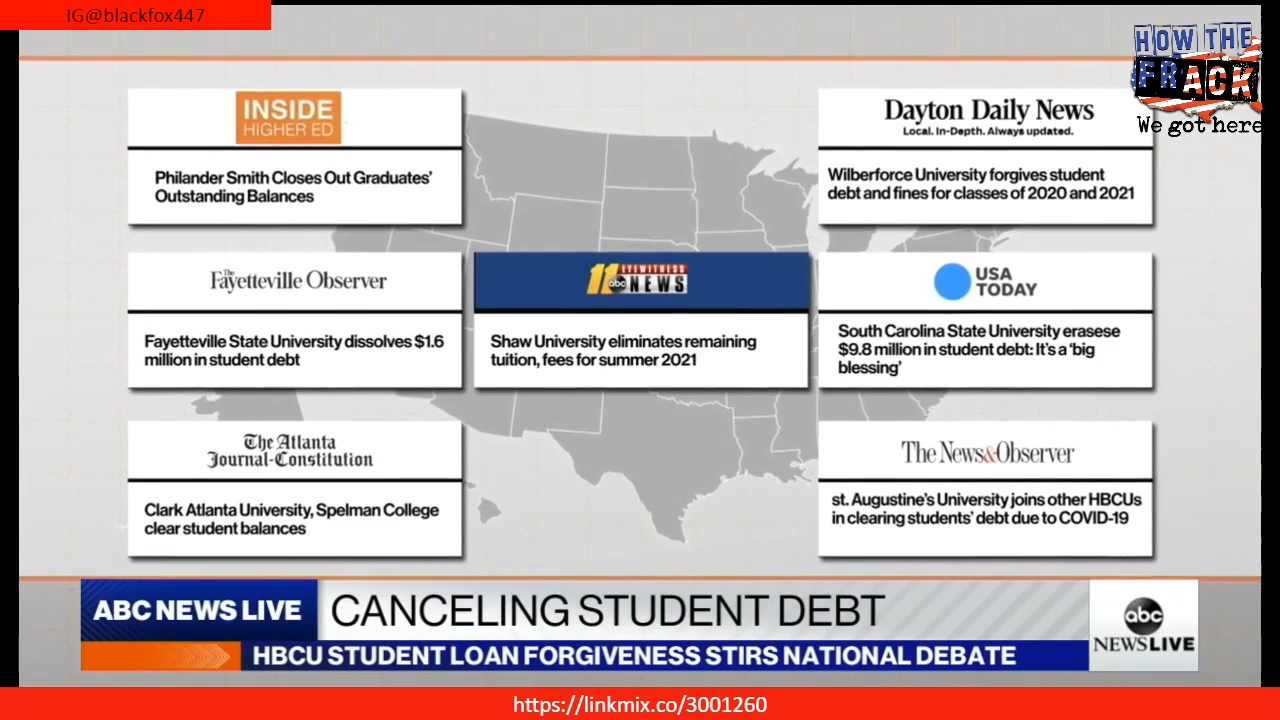 IG@blackfox447
HOW THE
FRACK
We got here
INSIDE
HIGHER ED
Philander Smith Closes Out Graduates'
Outstanding Balances
Dayton Daily News
Local. In-Depth. Always updated.
Wilberforce University forgives student
debt and fines for classes of 2020 and 2021
The Fayetteville Observer
Fayetteville State University dissolves $1.6
million in student debt
11 EYEWITNESS
abc NEWS
Shaw University eliminates remaining
tuition, fees for summer 2021
USA
TODAY
South Carolina State University erasese
$9.8 million in student debt: It's a 'big
blessing'
The Atlanta
Journal-Constitution
Clark Atlanta University, Spelman College
clear student balances
The News&Observer
st. Augustine's University joins other HBCUs
in clearing students' debt due to COVID-19
ABC NEWS LIVE
CANCELING STUDENT DEBT
HBCU STUDENT LOAN FORGIVENESS STIRS NATIONAL DEBATE
abc
NEWSLIVE
https://linkmix.co/3001260